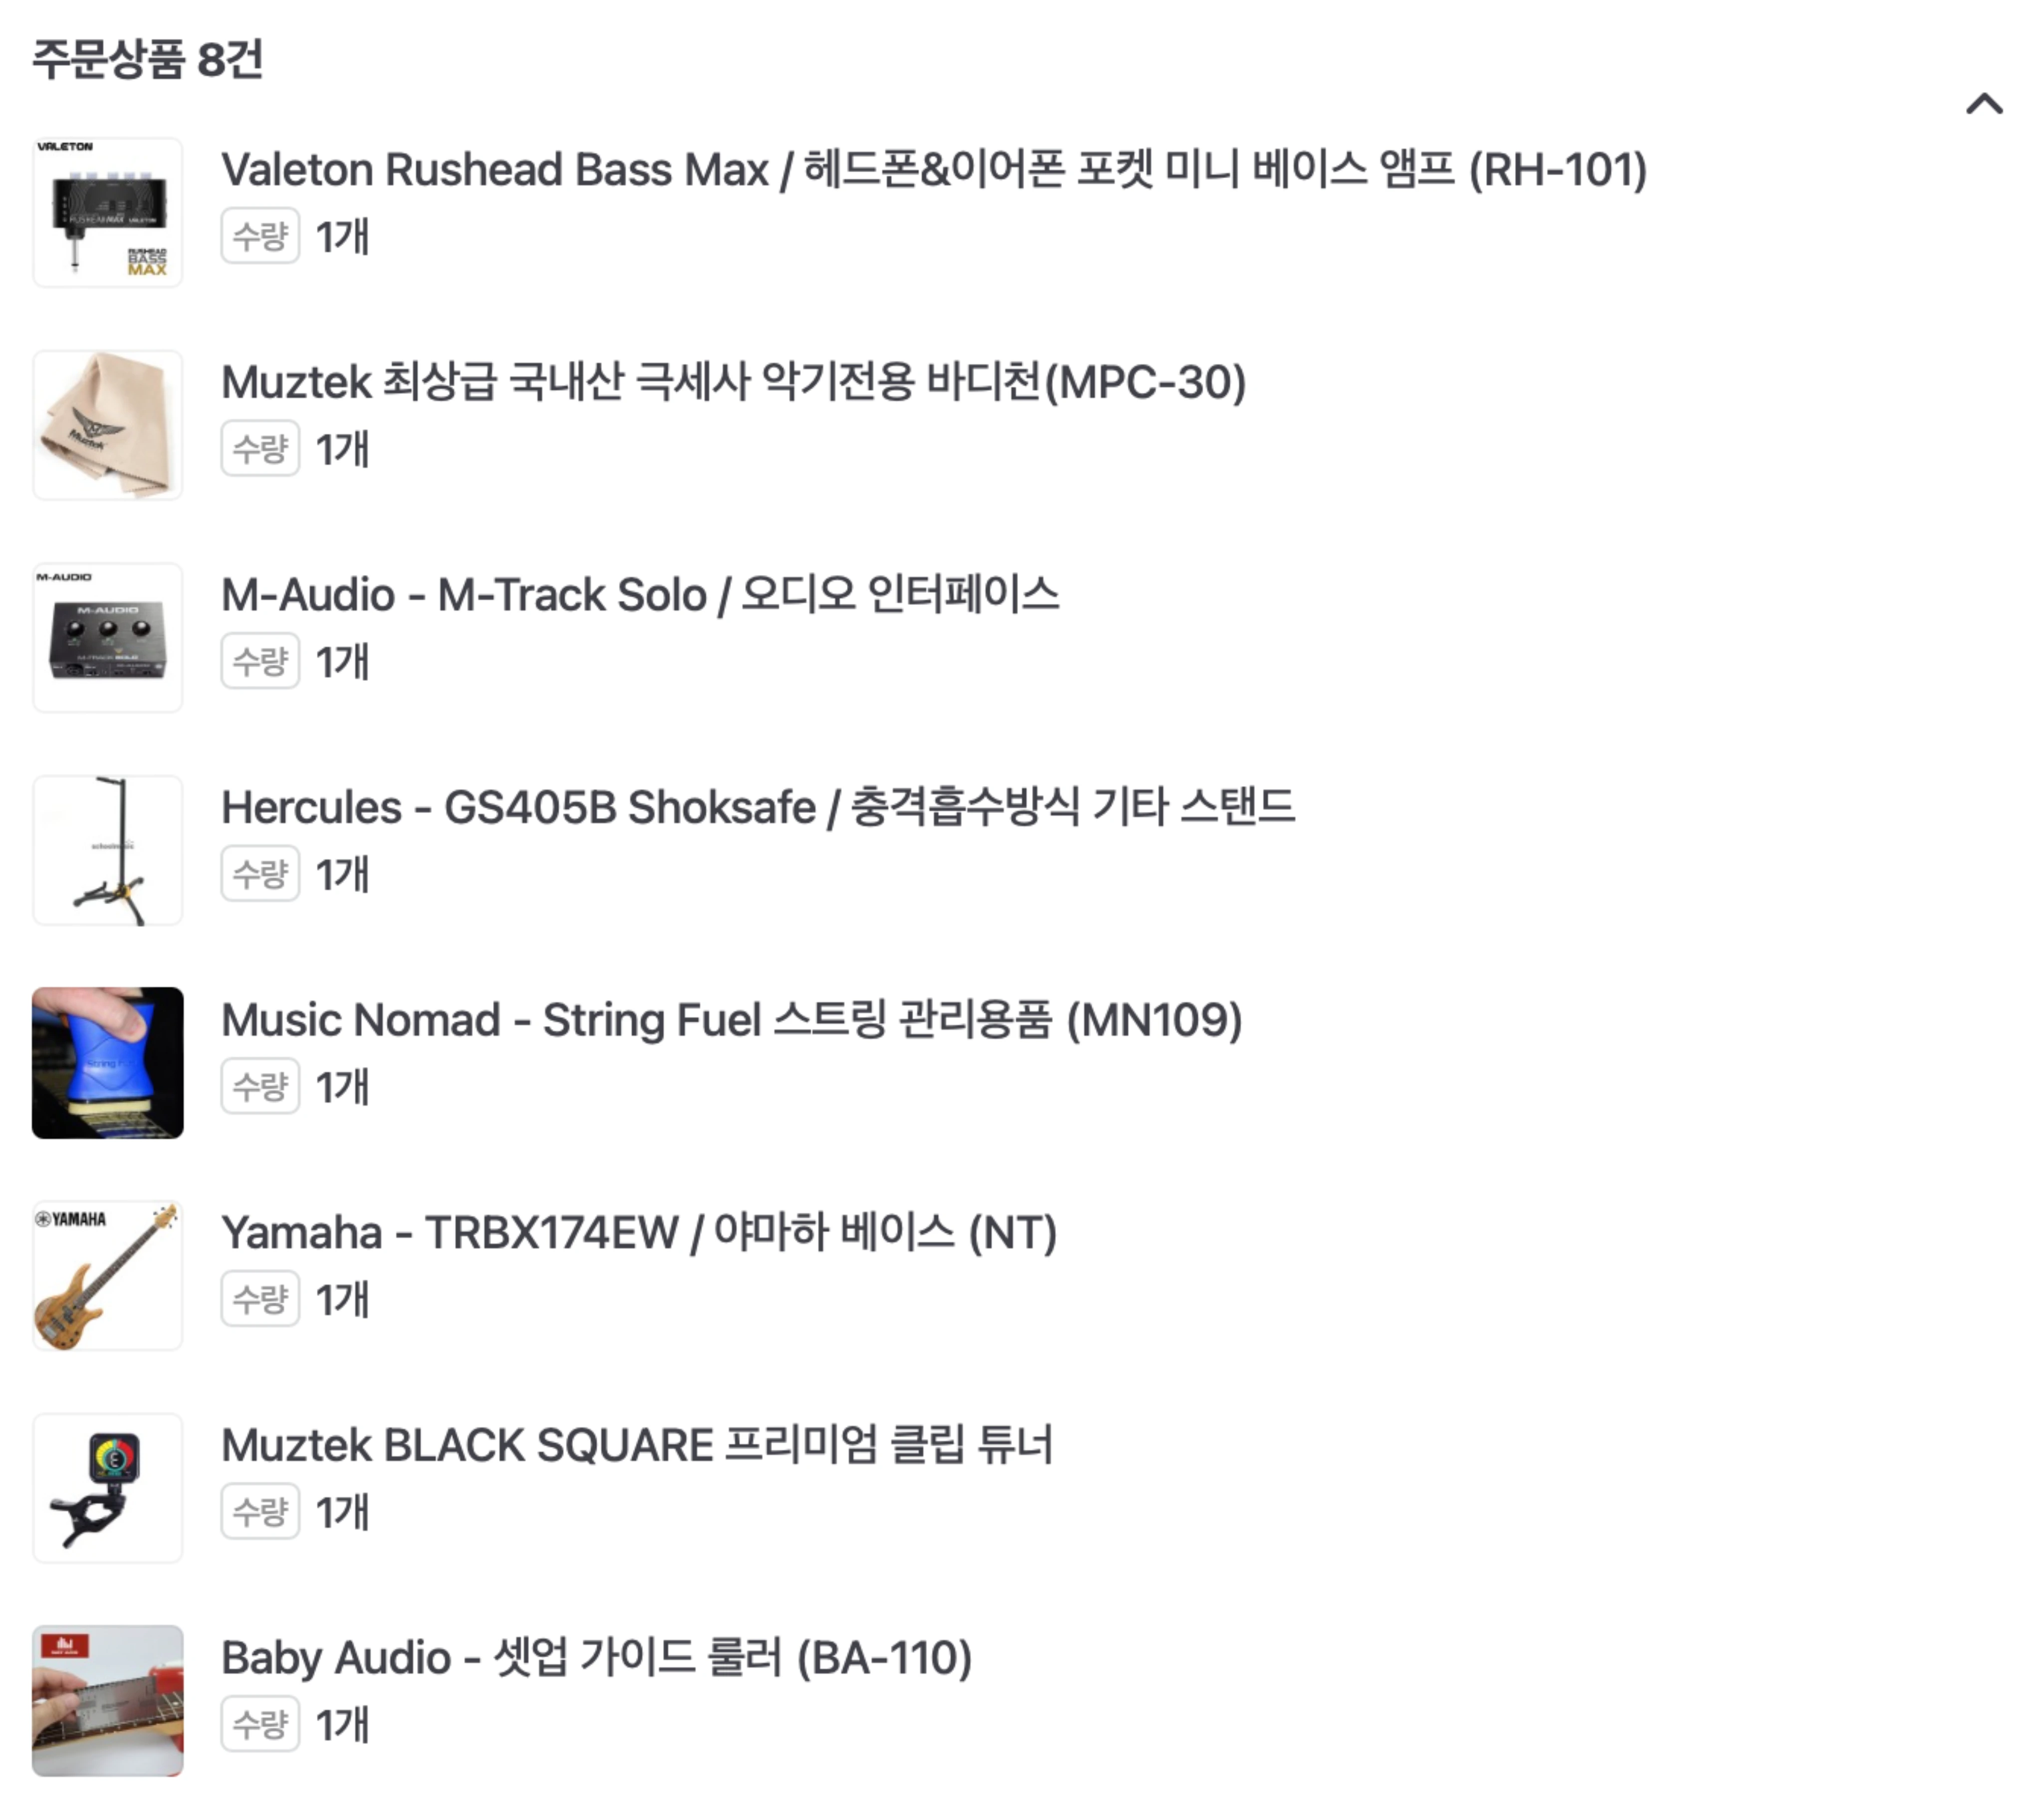 주문상품 8건
VALETON
RUSHEAD MAX VALETON
RUSHEAD
BASS
MAX
Valeton Rushead Bass Max / 헤드폰&이어폰 포켓 미니 베이스 앰프 (RH-101)
수량 1개
Muztek
Muztek 최상급 국내산 극세사 악기전용 바디천(MPC-30)
수량 1개
M-AUDIO
M-AUDIO
M-TRACK SOLO
M-Audio - M-Track Solo / 오디오 인터페이스
수량 1개
Hercules - GS405B Shoksafe / 충격흡수방식 기타 스탠드
수량 1개
Music Nomad - String Fuel 스트링 관리용품 (MN109)
수량 1개
YAMAHA
Yamaha - TRBX174EW / 야마하 베이스 (NT)
수량 1개
E
Muztek BLACK SQUARE 프리미엄 클립 튜너
수량 1개
Baby Audio - 셋업 가이드 룰러 (BA-110)
수량 1개